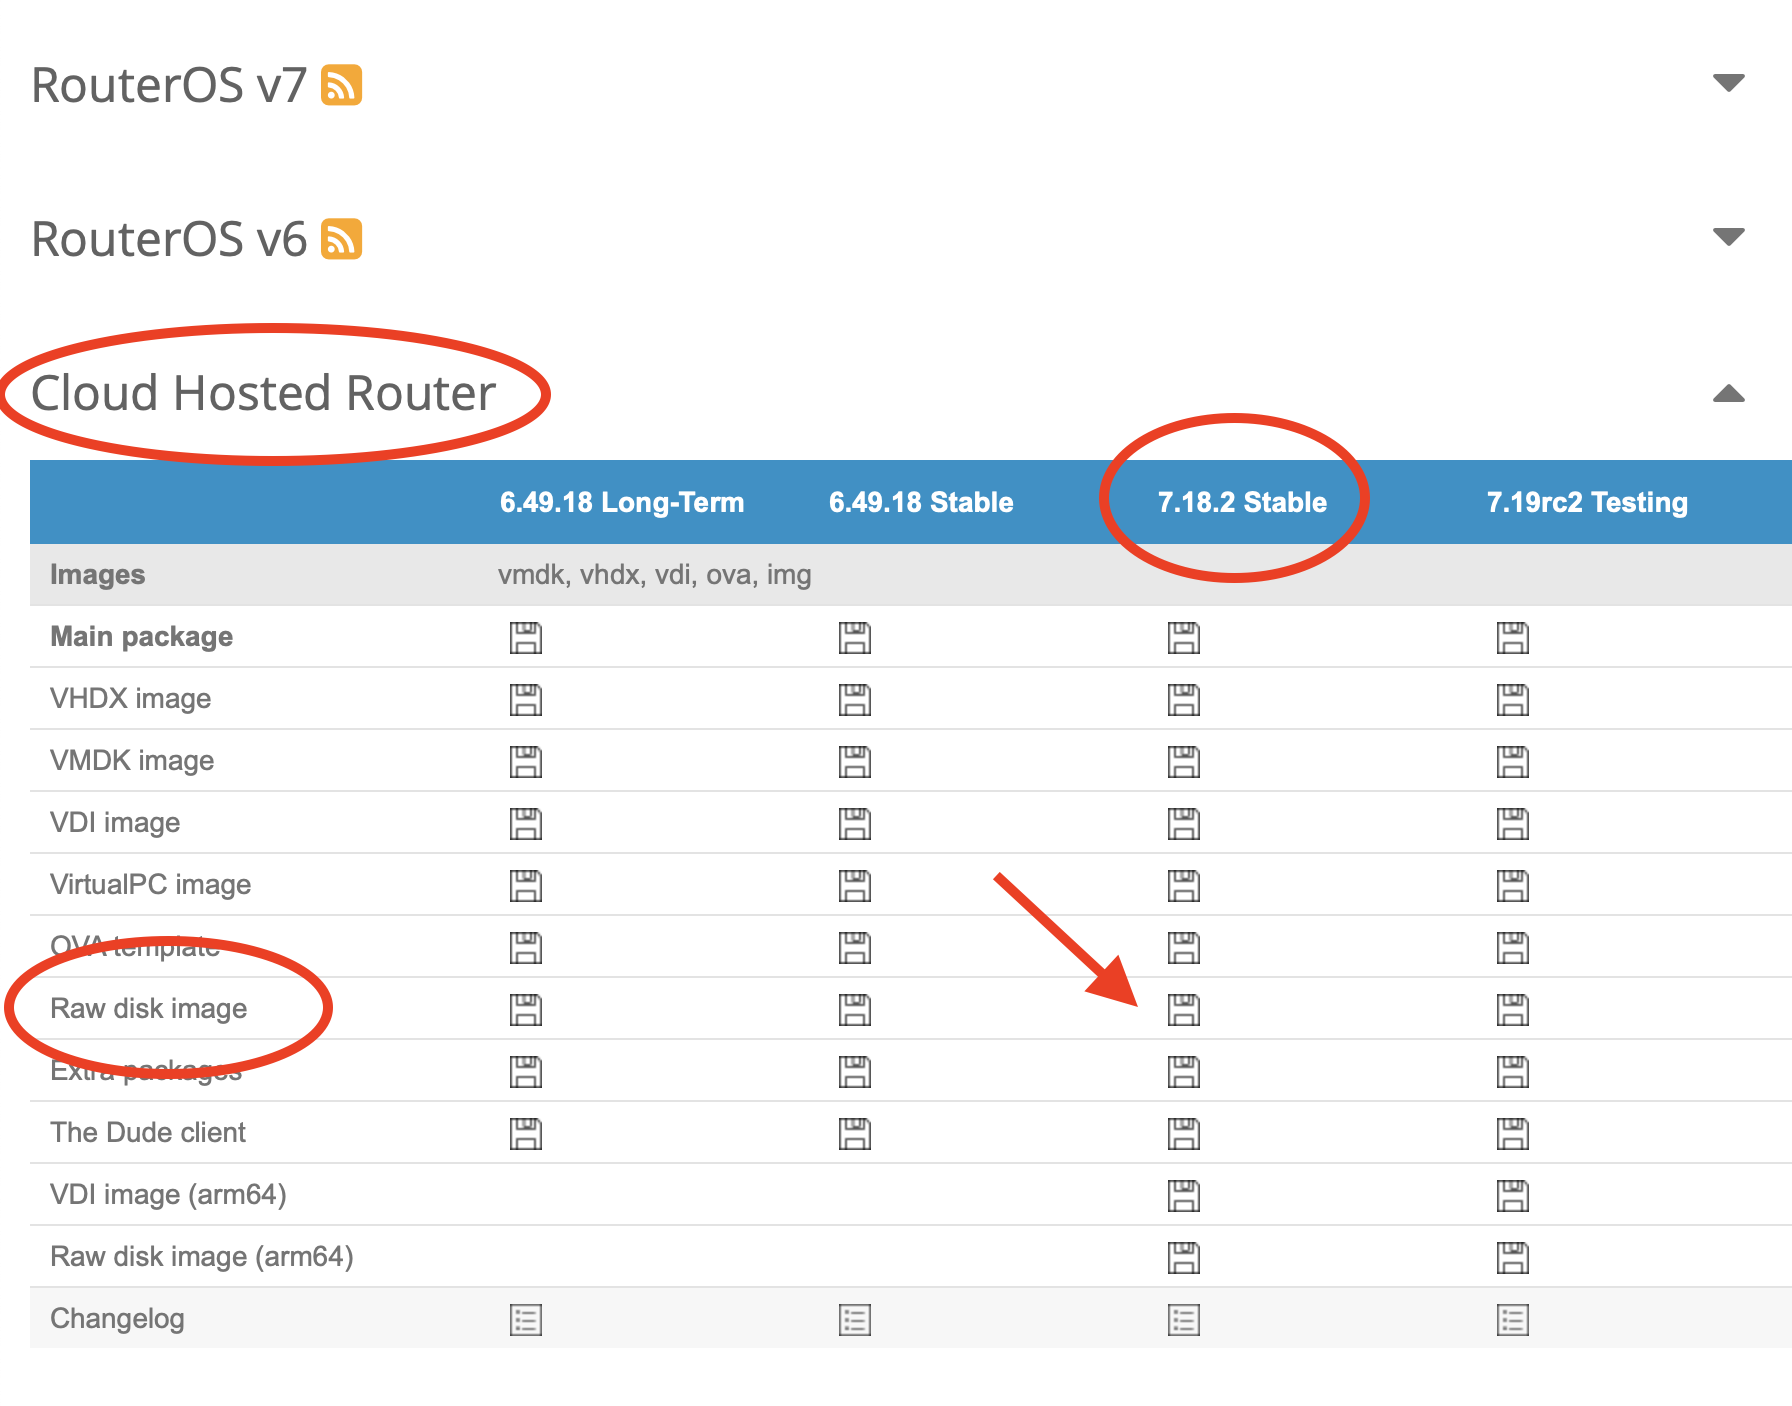 RouterOS v7
RouterOS v6
Cloud Hosted Router
6.49.18 Long-Term 6.49.18 Stable 7.18.2 Stable 7.19rc2 Testing
Images vmdk, vhdx, vdi, ova, img
Main package
VHDX image
VMDK image
VDI image
VirtualPC image
OVA template
Raw disk image
Extra packages
The Dude client
VDI image (arm64)
Raw disk image (arm64)
Changelog